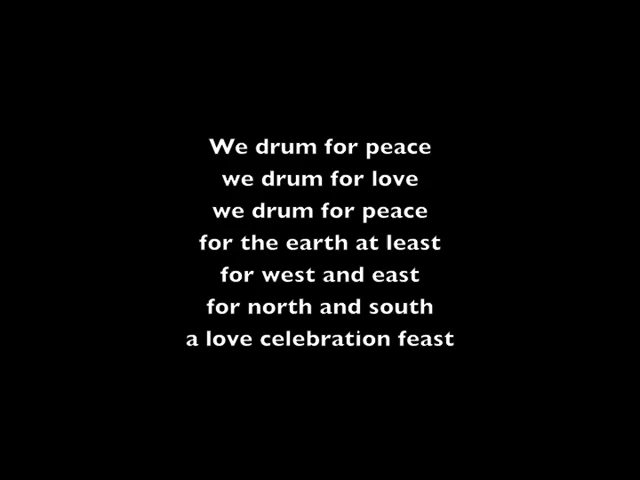 We drum for peace
we drum for love
we drum for peace
for the earth at least
for west and east
for north and south
a love celebration feast